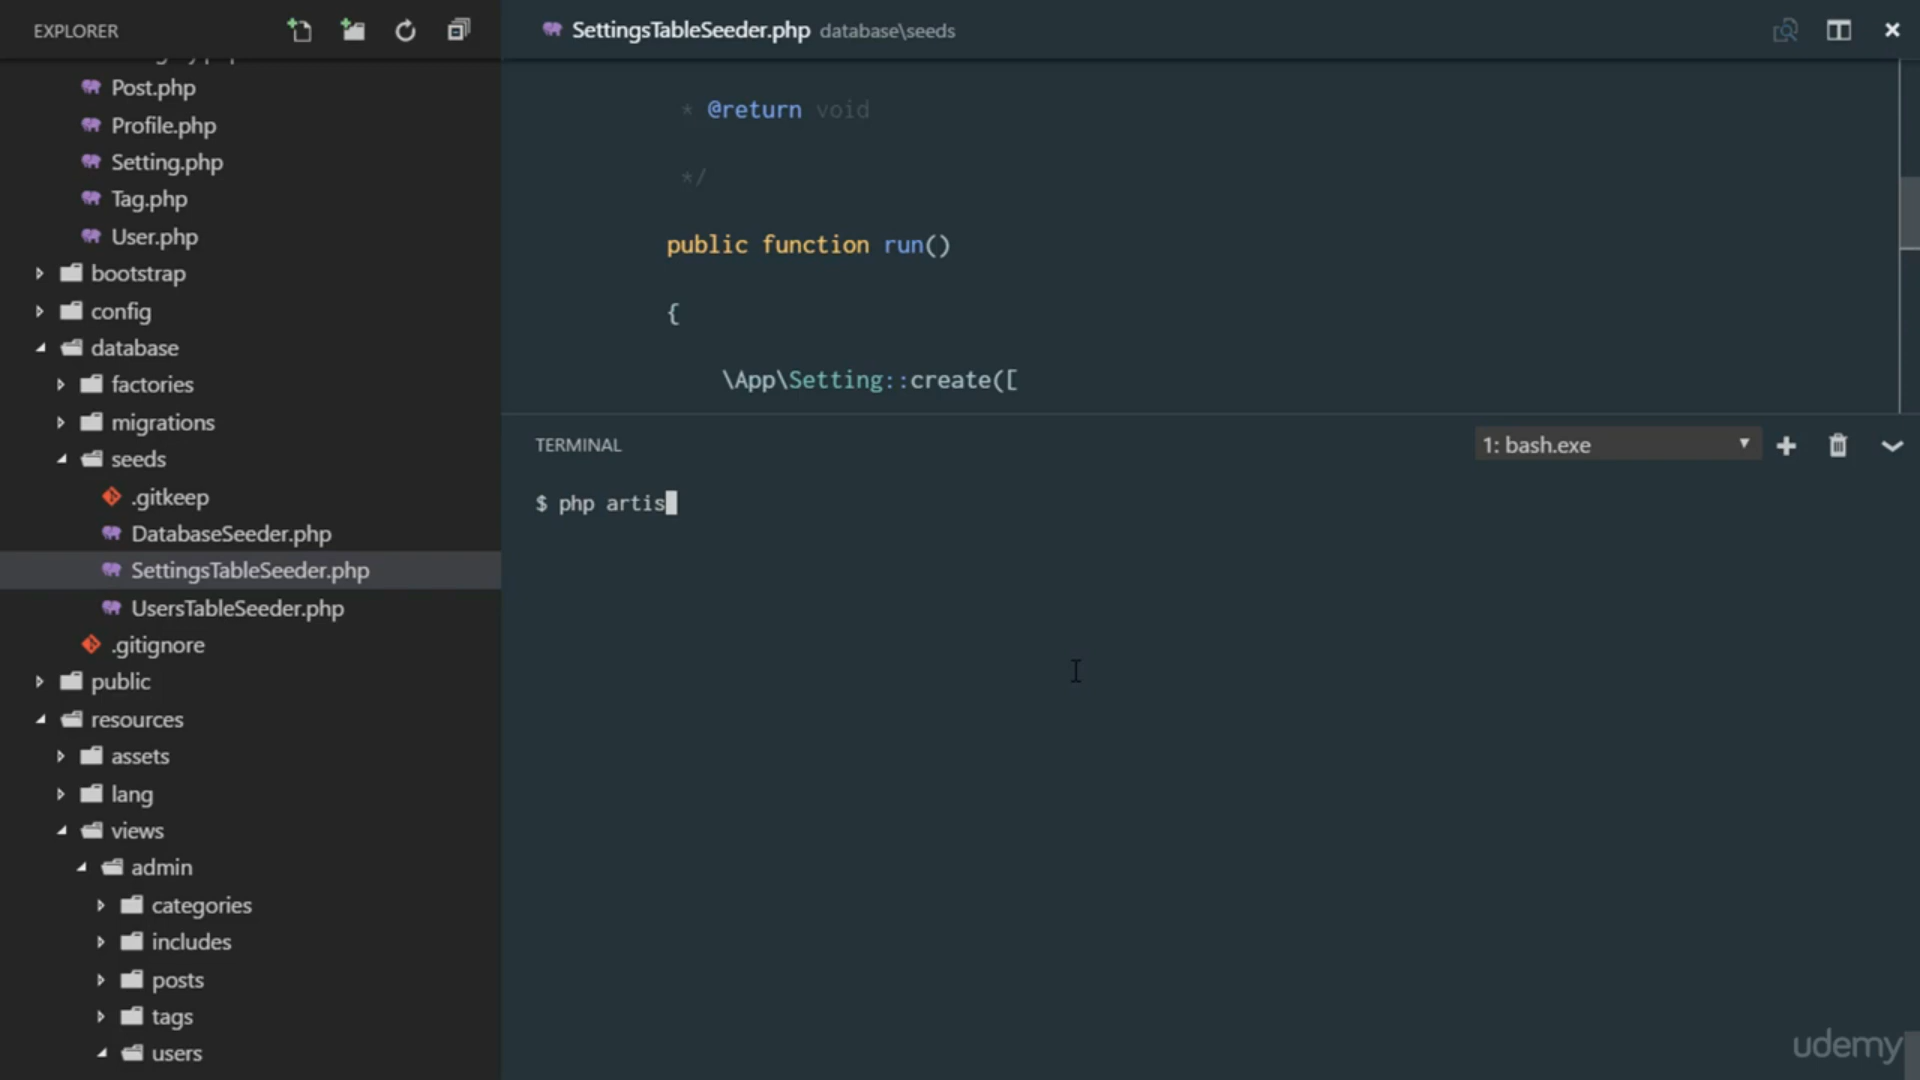 EXPLORER
Post.php
Profile.php
Setting.php
Tag.php
User.php
bootstrap
config
database
factories
migrations
seeds
.gitkeep
DatabaseSeeder.php
SettingsTableSeeder.php
UsersTableSeeder.php
.gitignore
public
resources
assets
lang
views
admin
categories
includes
posts
tags
users
SettingsTableSeeder.php database\seeds
* @return void
*/
public function run()
{
\App\Setting::create([
TERMINAL
1: bash.exe
$ php artis
udemy